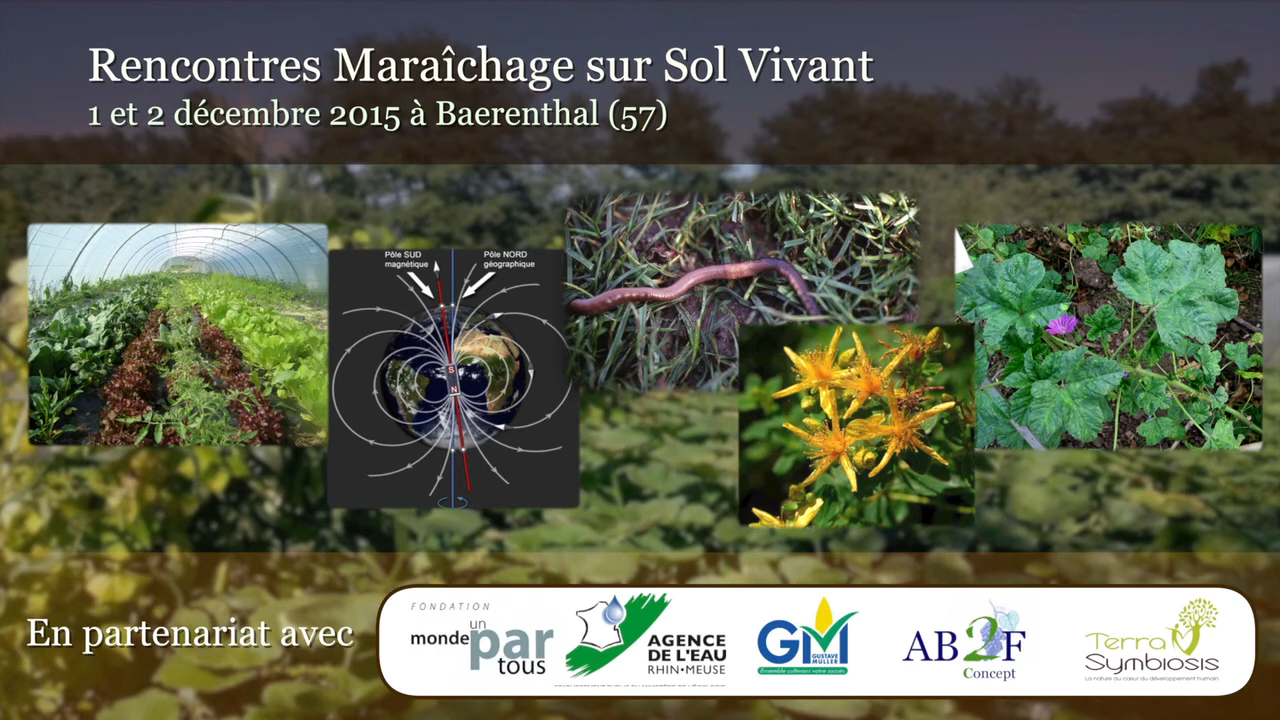 Rencontres Maraîchage sur Sol Vivant
1 et 2 décembre 2015 à Baerenthal (57)
Pôle SUD
magnétique
Pôle NORD
géographique
S
N
En partenariat avec
FONDATION
un
monde par
tous
AGENCE
DE L'EAU
RHIN•MEUSE
GM
GUSTAVE
MULLER
Ensemble cultivons votre succès
AB2F
Concept
Terra
Symbiosis
La nature au cœur du développement humain